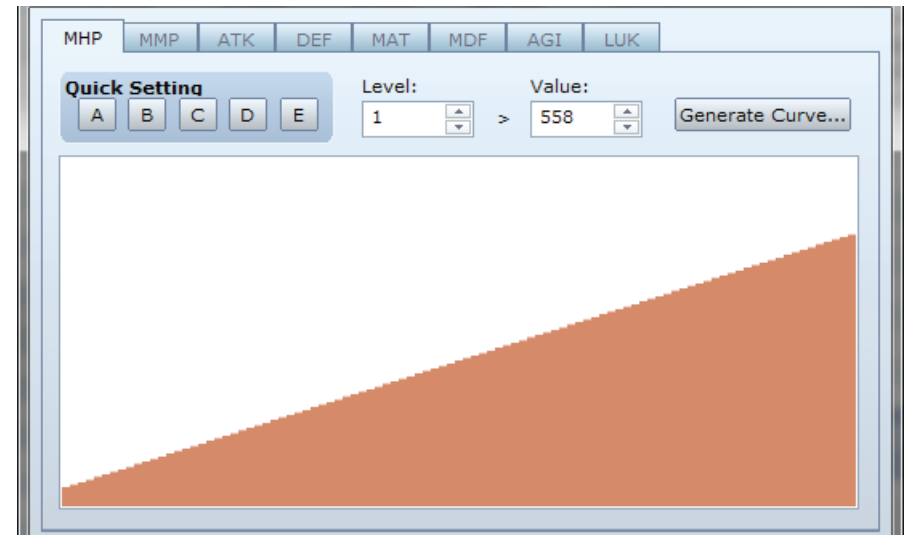 MHP MMP ATK DEF MAT MDF AGI LUK
Quick Setting Level: Value:
A B C D E 1 > 558 Generate Curve...